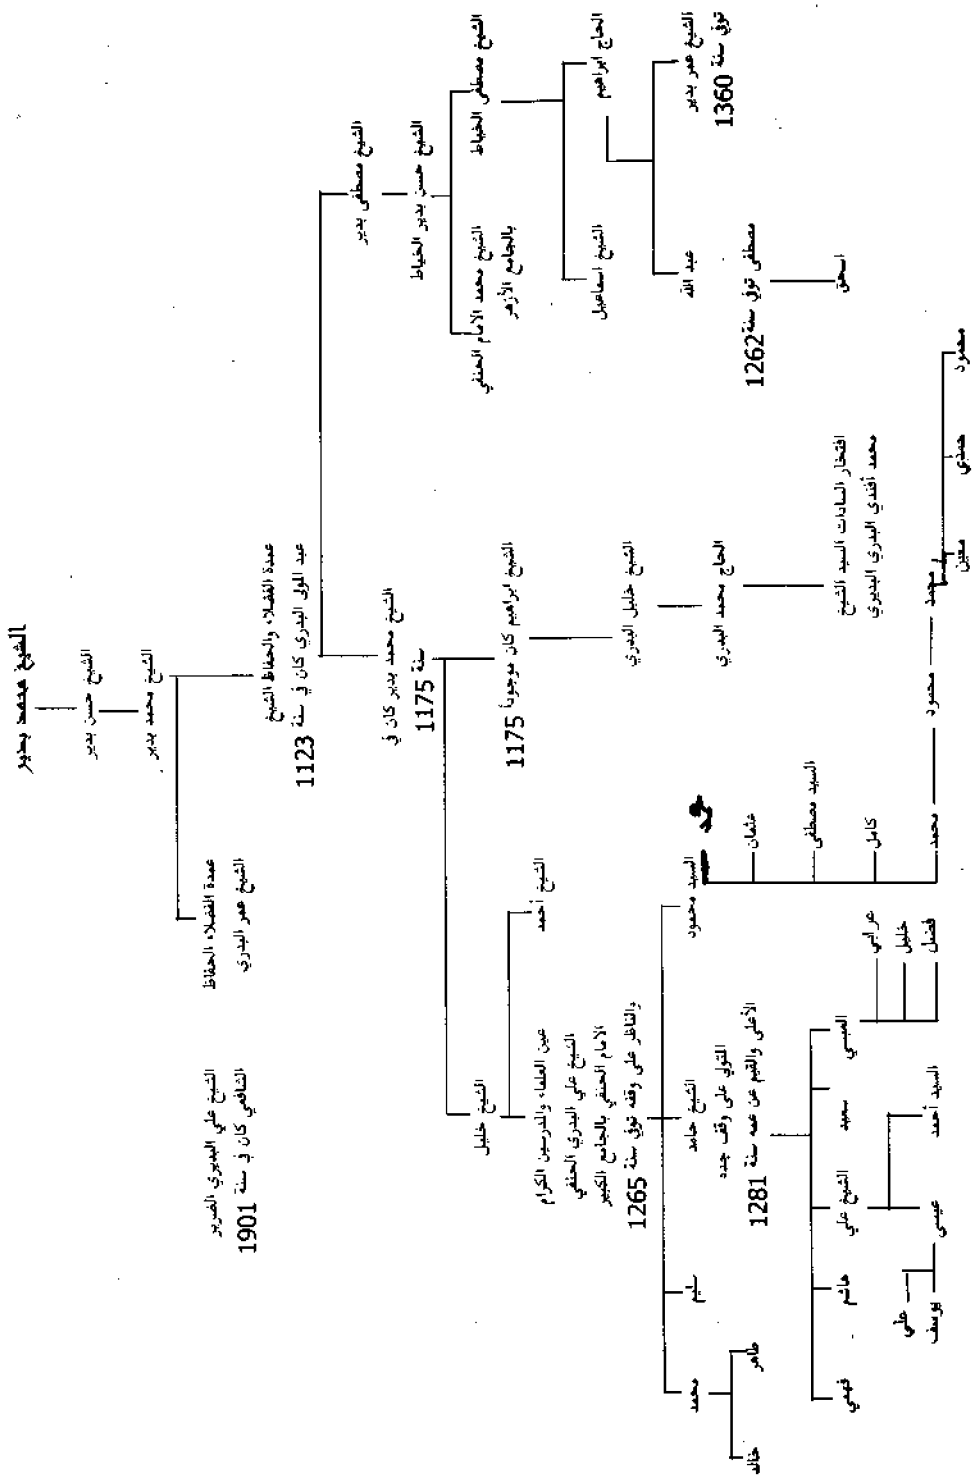 الشيخ محمد بدير
الشيخ حسن بدير
الشيخ محمد بدير
عمدة الفضلاء والحفاظ الشيخ
عبد المولى البدري كان في سنة 1123
عمدة الفضلاء الحفاظ
الشيخ عمر البدري
الشيخ علي البديري الضرير
الشافعي كان في سنة 1901
الشيخ مصطفى بدير
الشيخ محمد بدير كان في
سنة 1175
الشيخ حسن بدير الخياط
الشيخ مصطفى الخياط
الشيخ محمد الامام الحنفي
بالجامع الأزهر
الشيخ ابراهيم كان موجوداً 1175
الشيخ خليل
الحاج ابراهيم
الشيخ اسماعيل
الشيخ خليل البدري
الشيخ أحمد
عين العلماء والمدرسين الكرام
الشيخ علي البدري الحنفي
الامام الحنفي بالجامع الكبير
والناظر على وقفه توفي سنة 1265
الشيخ عمر بدير
توفي سنة 1360
عبد الله
مصطفى توفي سنة 1262
اسحق
الحاج محمد البدري
افتخار السادات السيد الشيخ
محمد أفندي البدري البديري
السيد محمود
الشيخ حامد
المتولي على وقف جدد
الأعلى والقيم عن عمه سنة 1281
سليم
محمد
طاهر
خالد
عثمان
السيد مصطفى
كامل
محمد
محمود
محمد
معين
حمدي
محمود
سعيد
الشيخ علي
هاشم
فهمي
عرابي
خليل
فضل
السيد أحمد
عيسى
علي
يوسف